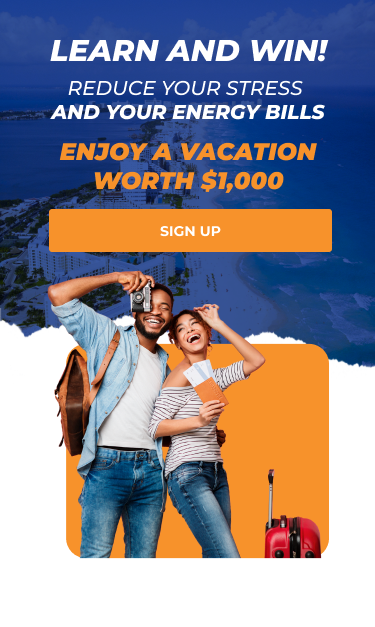 LEARN AND WIN!
REDUCE YOUR STRESS
AND YOUR ENERGY BILLS
ENJOY A VACATION
WORTH $1,000
SIGN UP